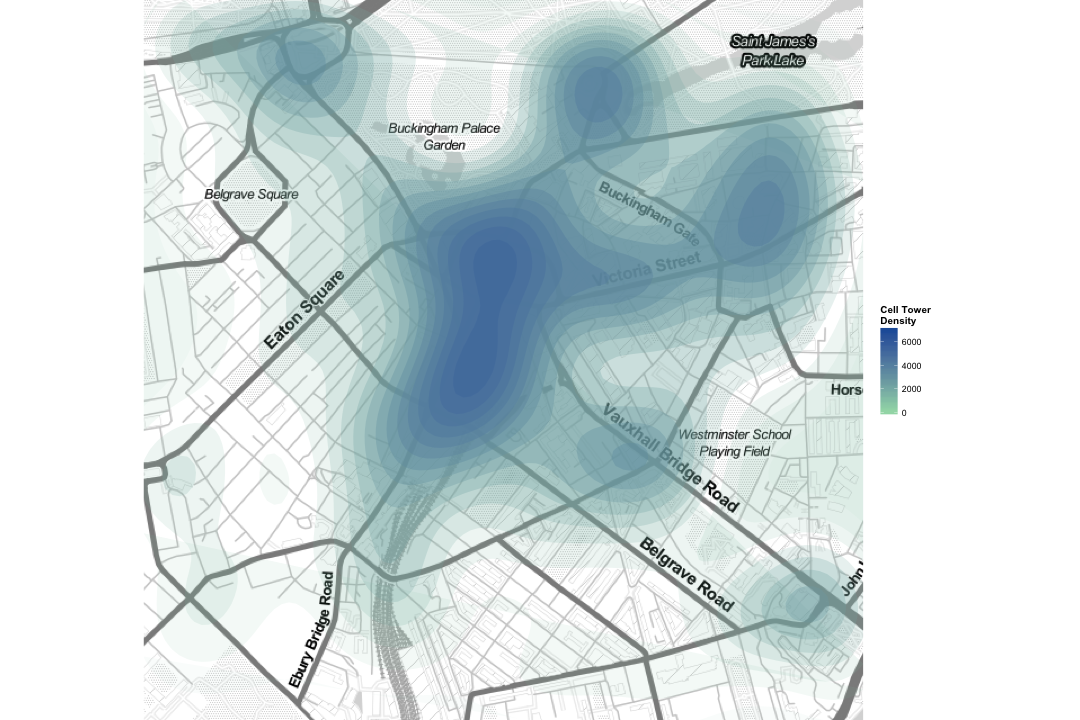 Saint James's
Park Lake
Buckingham Palace
Garden
Belgrave Square
Buckingham Gate
Victoria Street
Eaton Square
Cell Tower
Density
6000
4000
2000
0
Hors
Vauxhall Bridge Road
Westminster School
Playing Field
Belgrave Road
John
Ebury Bridge Road